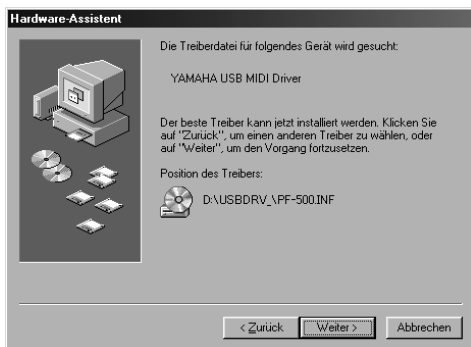 Hardware-Assistent
Die Treiberdatei für folgendes Gerät wird gesucht:
YAMAHA USB MIDI Driver
Der beste Treiber kann jetzt installiert werden. Klicken Sie
auf "Zurück", um einen anderen Treiber zu wählen, oder
auf "Weiter", um den Vorgang fortzusetzen.
Position des Treibers:
D:\USBDRV_\PF-500.INF
< Zurück Weiter > Abbrechen